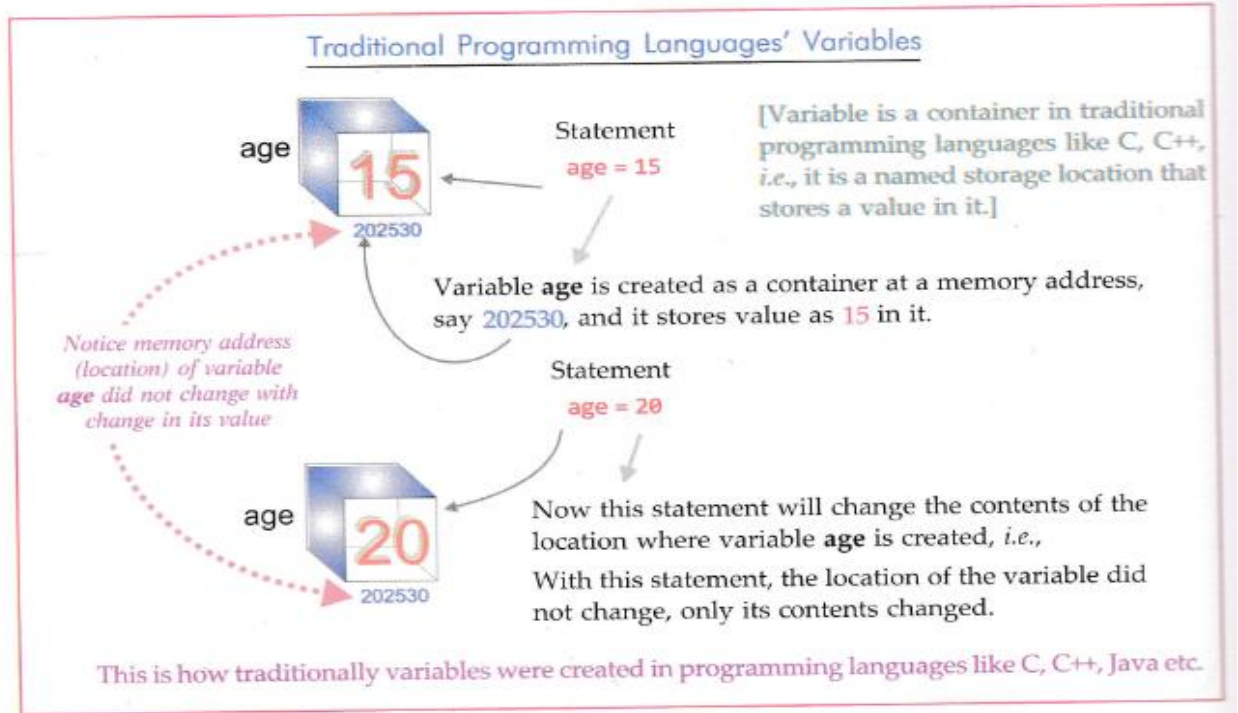 Traditional Programming Languages' Variables
age
15
202530
Statement
age = 15
[Variable is a container in traditional
programming languages like C, C++,
i.e., it is a named storage location that
stores a value in it.]
Variable age is created as a container at a memory address,
say 202530, and it stores value as 15 in it.
Notice memory address
(location) of variable
age did not change with
change in its value
Statement
age = 20
age
20
202530
Now this statement will change the contents of the
location where variable age is created, i.e.,
With this statement, the location of the variable did
not change, only its contents changed.
This is how traditionally variables were created in programming languages like C, C++, Java etc.